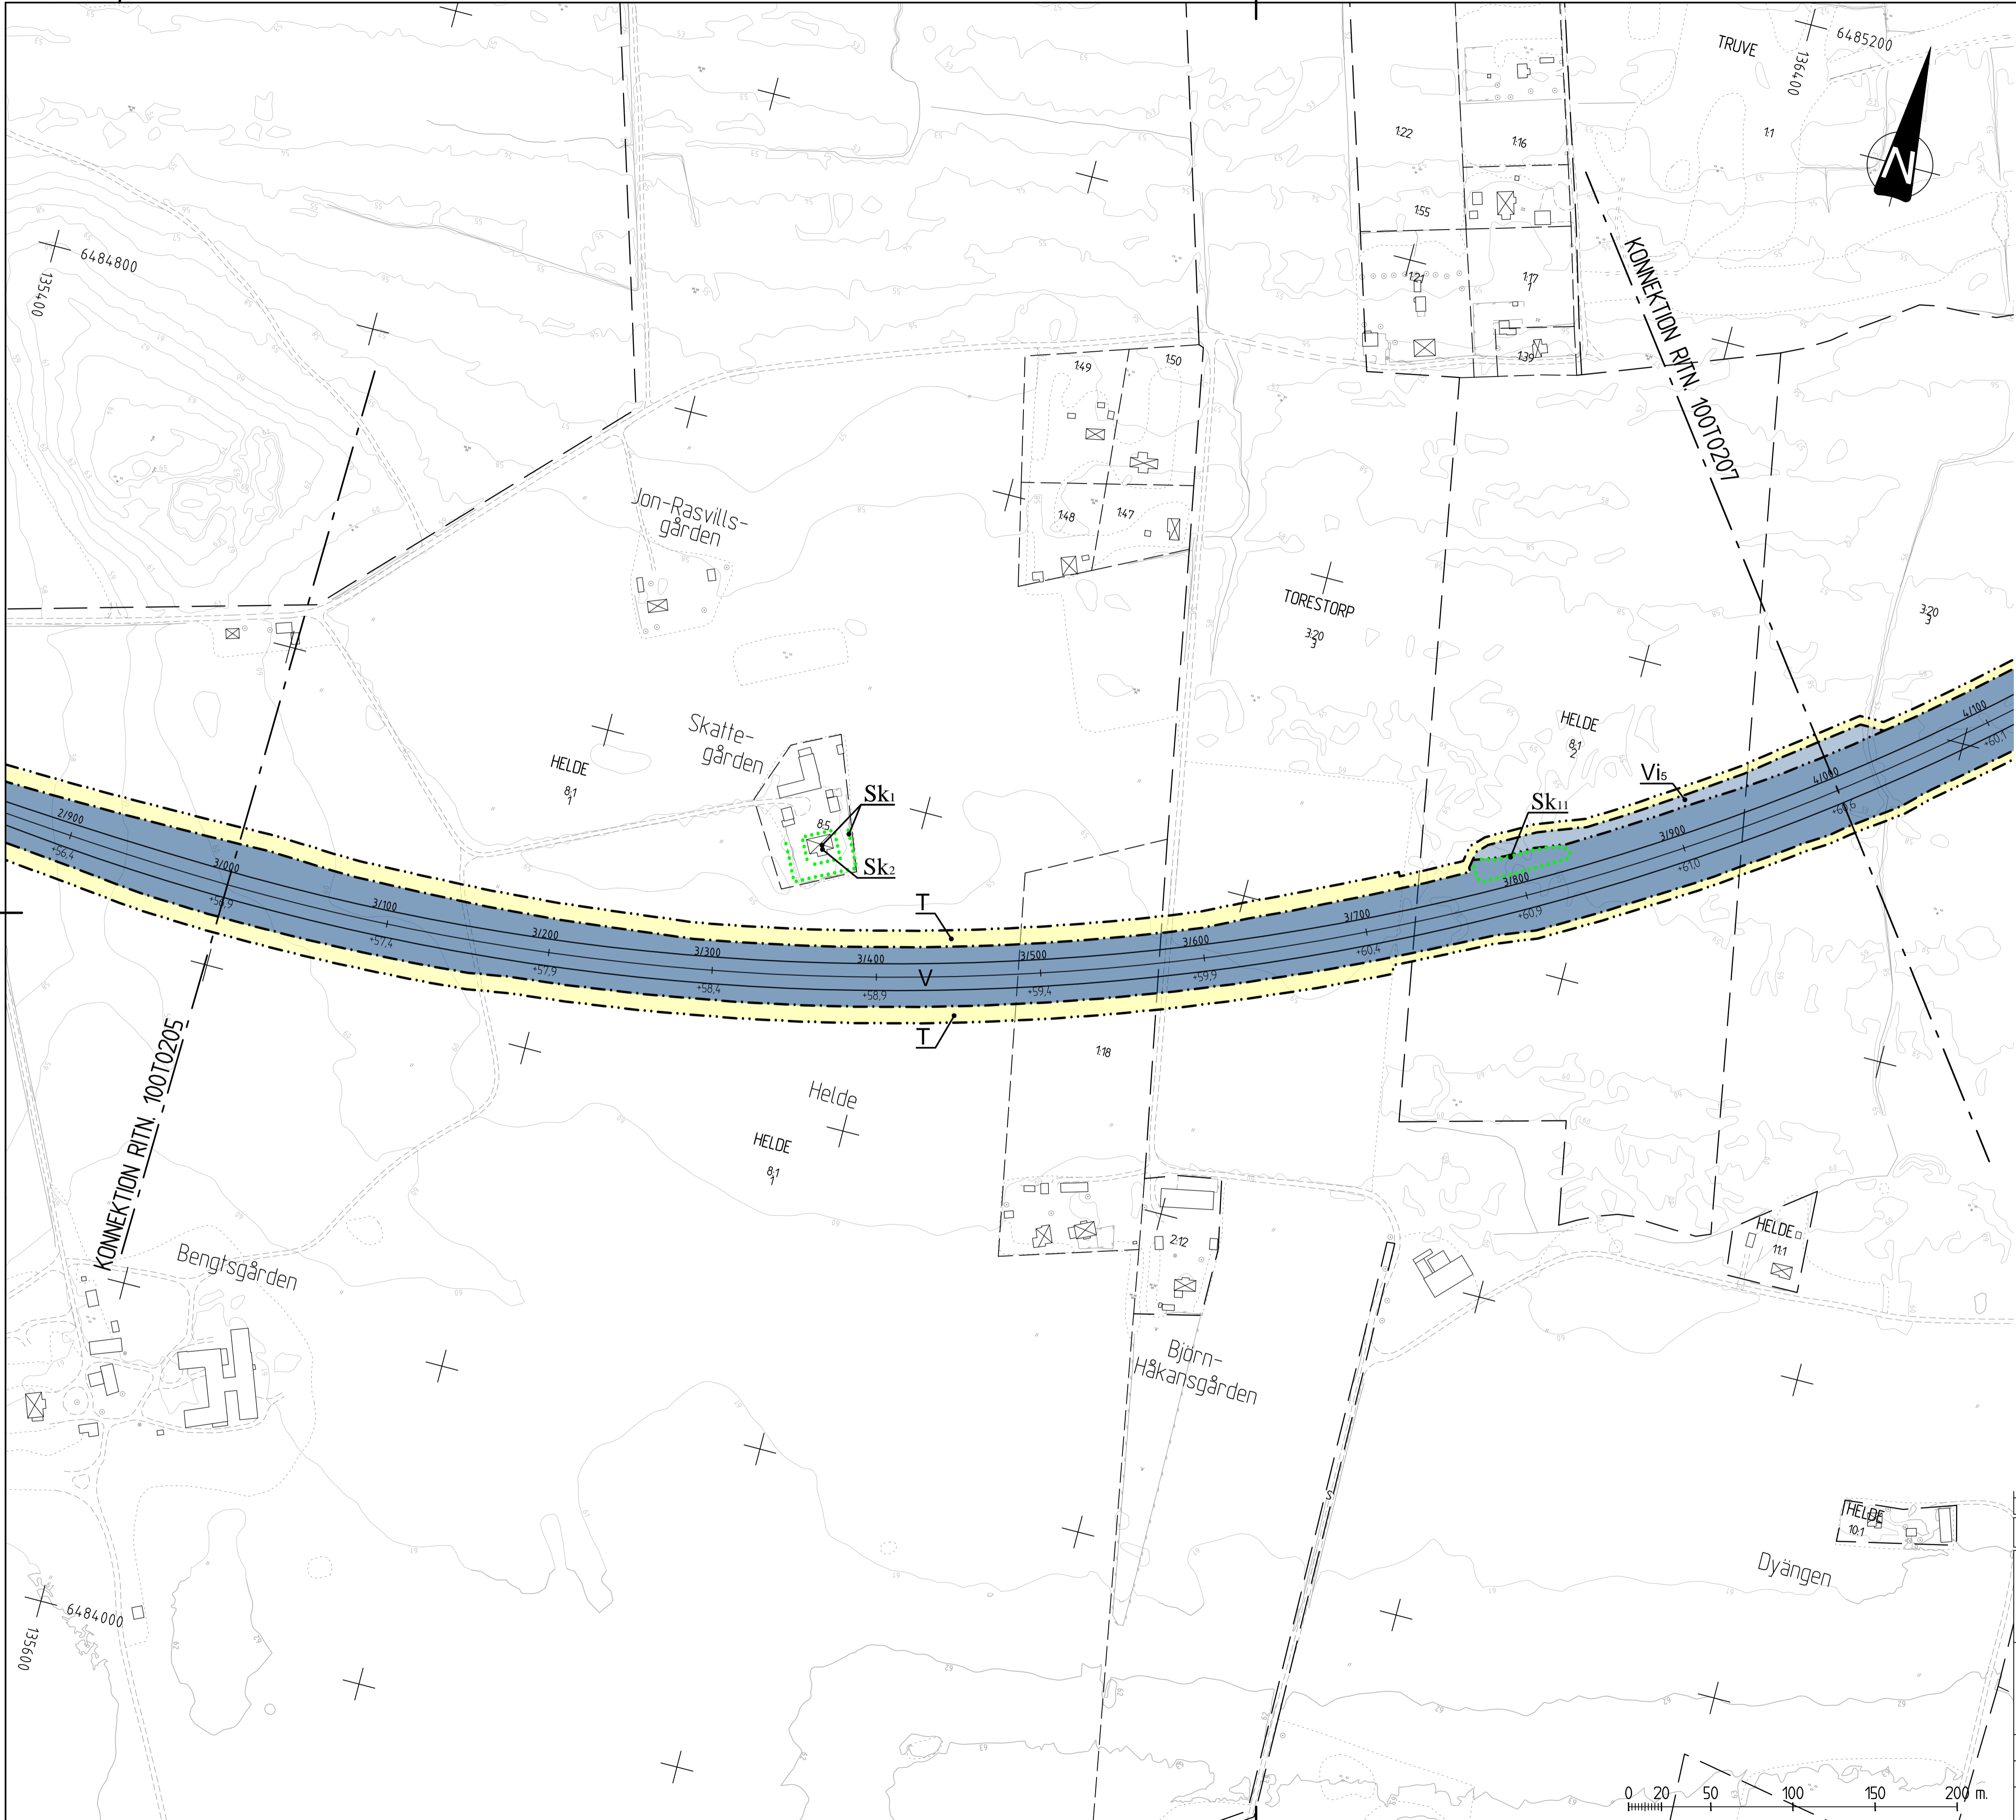 TRUVE
6485200
136400
1:1
1:22
1:16
1:55
1:21
1:17
1
1:39
6484800
135400
KONNEKTION RITN. 100T0207
1:49
1:50
1:48
1:47
Jon-Rasvills-
gården
TORESTORP
3:20
3
3:20
3
Skatte-
gården
HELDE
8:1
1
HELDE
8:1
2
Vi5
Sk1
8:5
Sk2
Sk11
T
V
T
2/900
3/000
3/100
3/200
3/300
3/400
3/500
3/600
3/700
3/800
3/900
4/000
4/100
+56,4
+56,9
+57,4
+57,9
+58,4
+58,9
+59,4
+59,9
+60,4
+60,9
+61,0
+60,6
+60,1
KONNEKTION RITN. 100T0205
1:18
Helde
HELDE
8:1
1
Bengtsgården
2:12
HELDE
11:1
Björn-
Håkansgården
S
HELDE
10:1
Dyängen
6484000
135600
0 20 50 100 150 200 m.
N